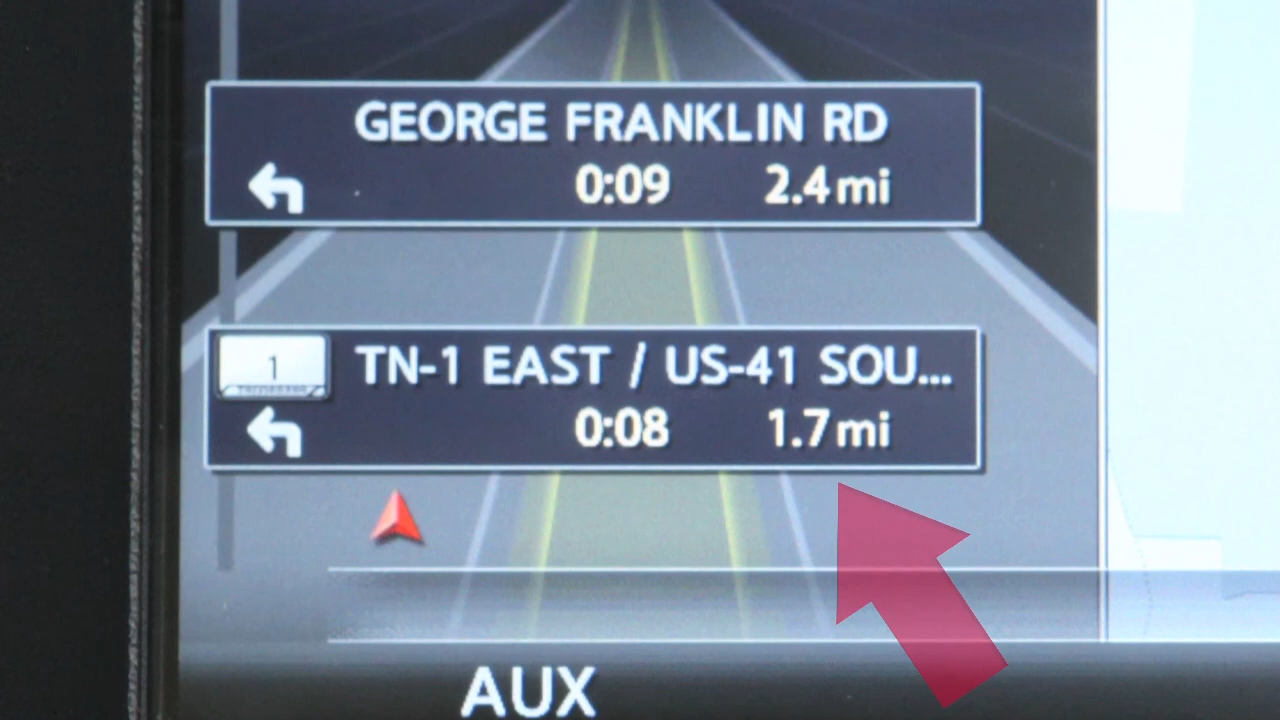 GEORGE FRANKLIN RD
0:09 2.4 mi
1 TN-1 EAST / US-41 SOU...
TENNESSEE
0:08 1.7 mi
AUX